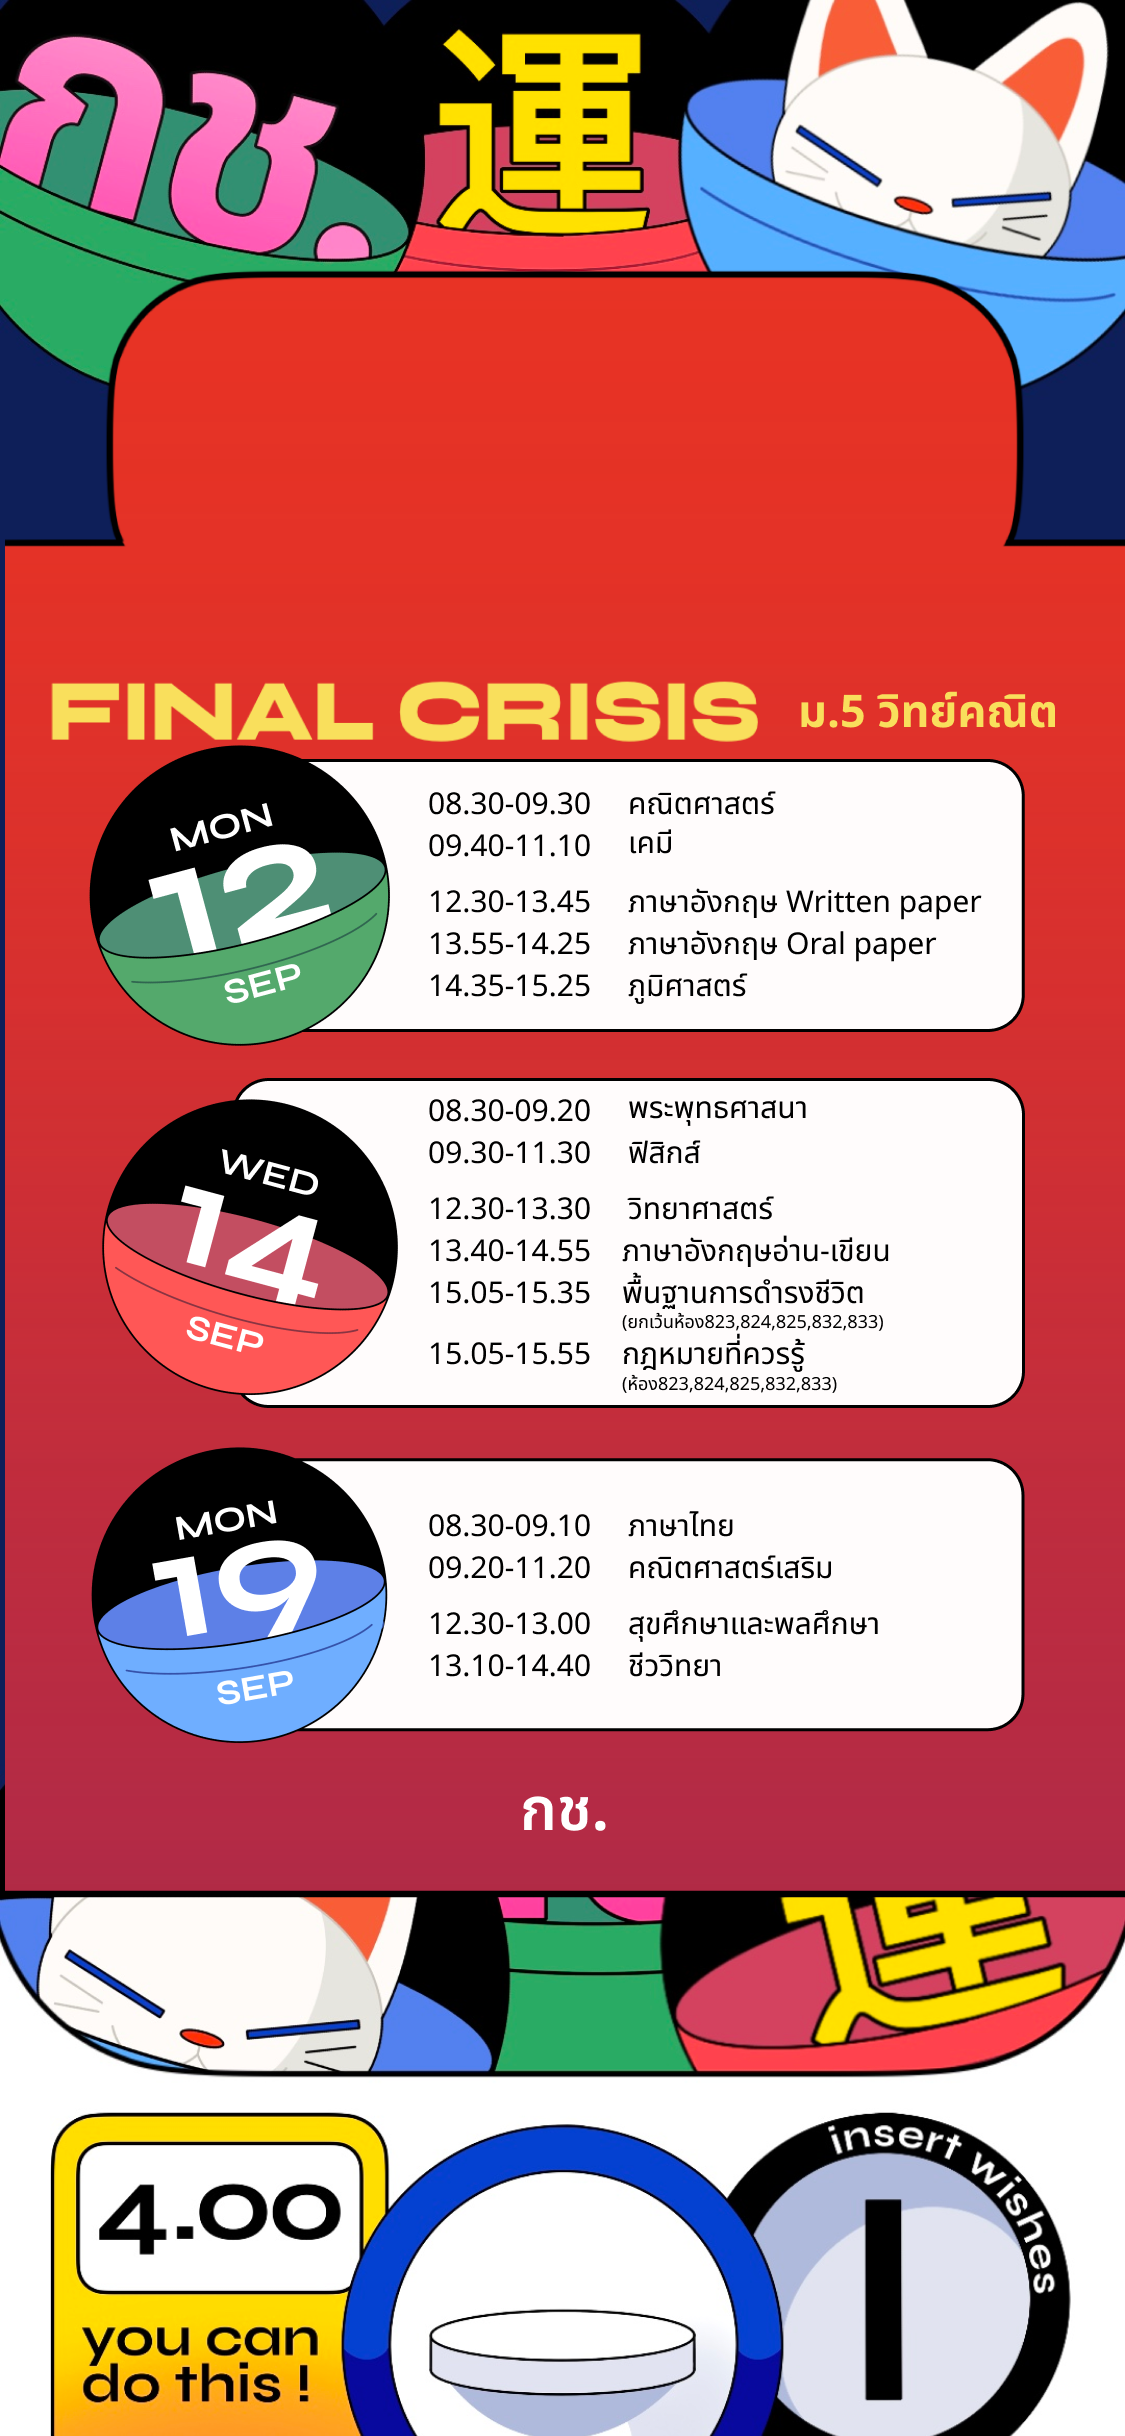 กช.
運
FINAL CRISIS ม.5 วิทย์คณิต
MON
12
SEP
08.30-09.30 คณิตศาสตร์
09.40-11.10 เคมี
12.30-13.45 ภาษาอังกฤษ Written paper
13.55-14.25 ภาษาอังกฤษ Oral paper
14.35-15.25 ภูมิศาสตร์
WED
14
SEP
08.30-09.20 พระพุทธศาสนา
09.30-11.30 ฟิสิกส์
12.30-13.30 วิทยาศาสตร์
13.40-14.55 ภาษาอังกฤษอ่าน-เขียน
15.05-15.35 พื้นฐานการดำรงชีวิต
(ยกเว้นห้อง823,824,825,832,833)
15.05-15.55 กฎหมายที่ควรรู้
(ห้อง823,824,825,832,833)
MON
19
SEP
08.30-09.10 ภาษาไทย
09.20-11.20 คณิตศาสตร์เสริม
12.30-13.00 สุขศึกษาและพลศึกษา
13.10-14.40 ชีววิทยา
กช.
運
4.00
you can
do this !
insert wishes